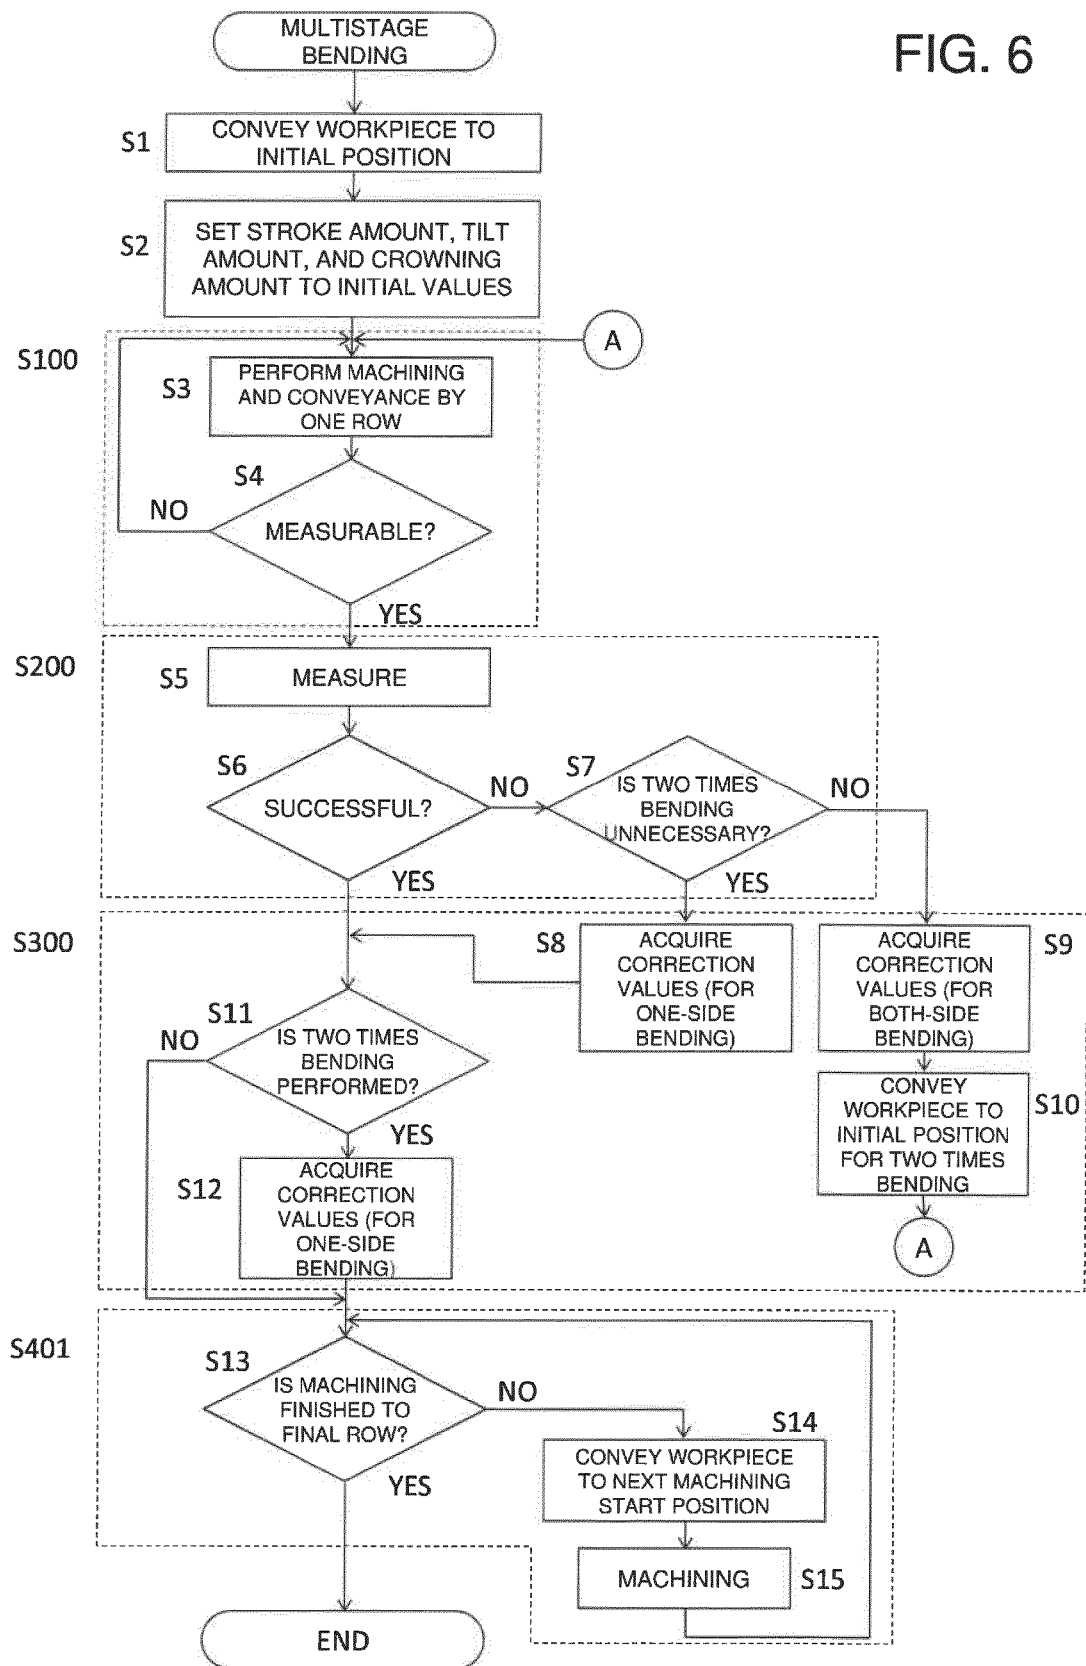 MULTISTAGE
BENDING
FIG. 6
S1
CONVEY WORKPIECE TO
INITIAL POSITION
S2
SET STROKE AMOUNT, TILT
AMOUNT, AND CROWNING
AMOUNT TO INITIAL VALUES
A
S100
S3
PERFORM MACHINING
AND CONVEYANCE BY
ONE ROW
S4
NO
MEASURABLE?
YES
S200
S5
MEASURE
S6
SUCCESSFUL?
NO
YES
S7
IS TWO TIMES
BENDING
UNNECESSARY?
NO
YES
S300
S8
ACQUIRE
CORRECTION
VALUES (FOR
ONE-SIDE
BENDING)
S9
ACQUIRE
CORRECTION
VALUES (FOR
BOTH-SIDE
BENDING)
S10
CONVEY
WORKPIECE TO
INITIAL POSITION
FOR TWO TIMES
BENDING
A
S11
NO
IS TWO TIMES
BENDING
PERFORMED?
YES
S12
ACQUIRE
CORRECTION
VALUES (FOR
ONE-SIDE
BENDING)
S401
S13
IS MACHINING
FINISHED TO
FINAL ROW?
NO
YES
S14
CONVEY WORKPIECE
TO NEXT MACHINING
START POSITION
MACHINING
S15
END